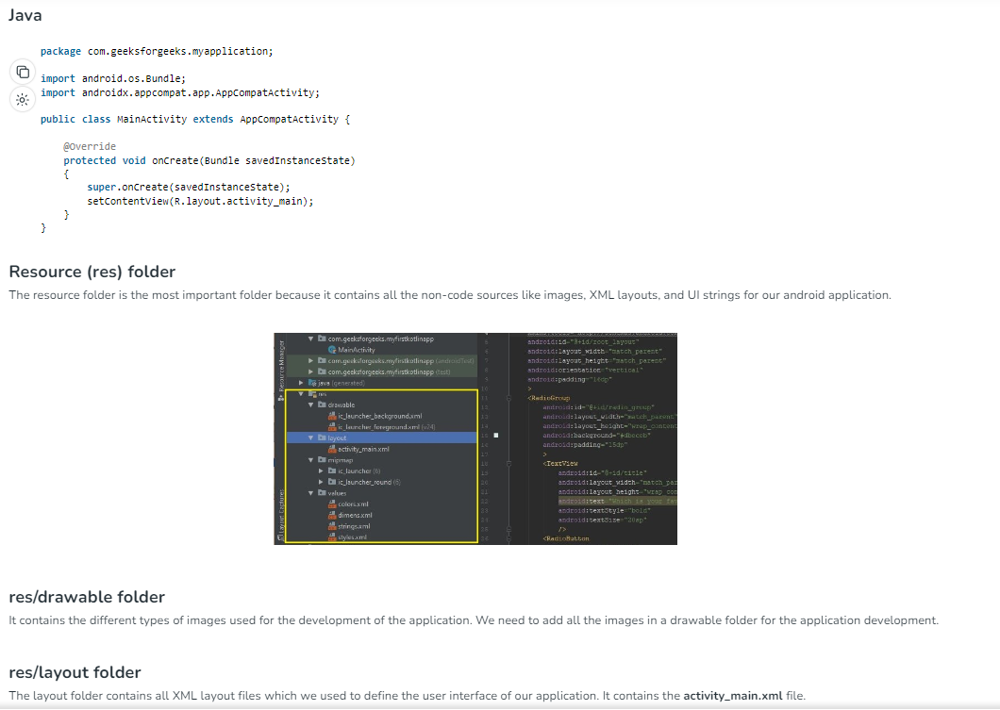 Java
package com.geeksforgeeks.myapplication;
import android.os.Bundle;
import androidx.appcompat.app.AppCompatActivity;
public class MainActivity extends AppCompatActivity {
@Override
protected void onCreate(Bundle savedInstanceState)
{
super.onCreate(savedInstanceState);
setContentView(R.layout.activity_main);
}
}
Resource (res) folder
The resource folder is the most important folder because it contains all the non-code sources like images, XML layouts, and UI strings for our android application.
Resource Manager
Layout Captures
com.geeksforgeeks.myfirstkotlinapp
MainActivity
com.geeksforgeeks.myfirstkotlinapp (androidTest)
com.geeksforgeeks.myfirstkotlinapp (test)
java (generated)
res
drawable
ic_launcher_background.xml
ic_launcher_foreground.xml (v24)
layout
activity_main.xml
mipmap
ic_launcher (6)
ic_launcher_round (6)
values
colors.xml
dimens.xml
strings.xml
styles.xml
android:id="@+id/root_layout"
android:layout_width="match_parent"
android:layout_height="match_parent"
android:orientation="vertical"
android:padding="16dp"
>
<RadioGroup
android:id="@+id/radio_group"
android:layout_width="match_parent"
android:layout_height="wrap_content
android:background="#dbeceb"
android:padding="15dp"
>
<TextView
android:id="@+id/title"
android:layout_width="match_par
android:layout_height="wrap_con
android:text="Which is your fav
android:textStyle="bold"
android:textSize="20sp"
/>
<RadioButton
res/drawable folder
It contains the different types of images used for the development of the application. We need to add all the images in a drawable folder for the application development.
res/layout folder
The layout folder contains all XML layout files which we used to define the user interface of our application. It contains the activity_main.xml file.